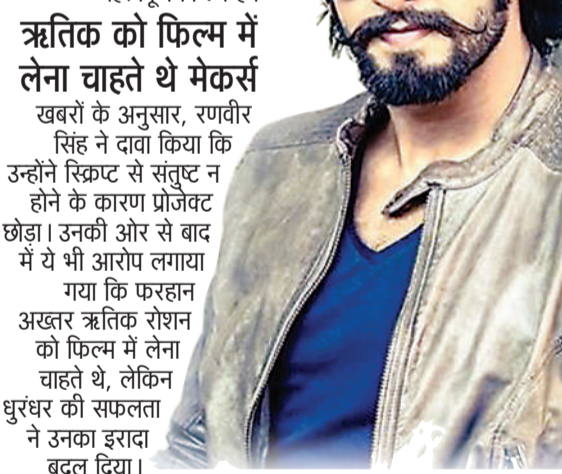 ऋतिक को फिल्म में
लेना चाहते थे मेकर्स
खबरों के अनुसार, रणवीर
सिंह ने दावा किया कि
उन्होंने स्क्रिप्ट से संतुष्ट न
होने के कारण प्रोजेक्ट
छोड़ा। उनकी ओर से बाद
में ये भी आरोप लगाया
गया कि फरहान
अख्तर ऋतिक रोशन
को फिल्म में लेना
चाहते थे, लेकिन
धुरंधर की सफलता
ने उनका इरादा
बदल दिया।